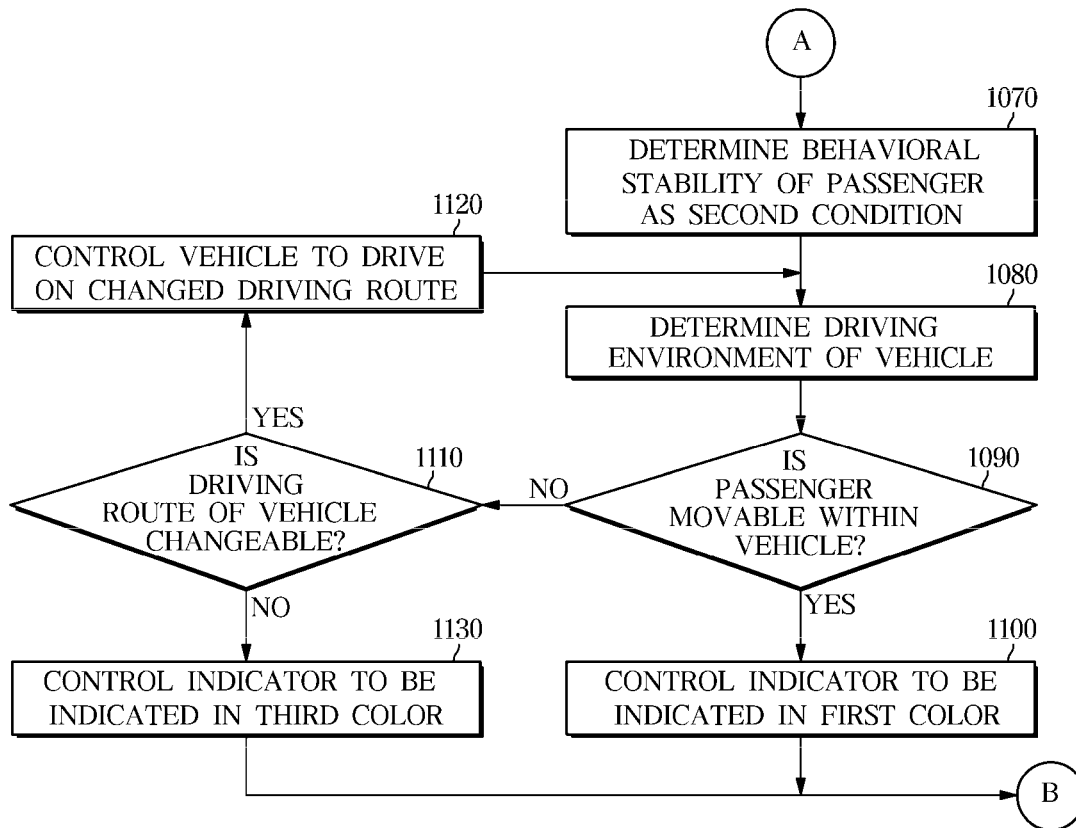 A
1070
DETERMINE BEHAVIORAL
STABILITY OF PASSENGER
AS SECOND CONDITION
1120
CONTROL VEHICLE TO DRIVE
ON CHANGED DRIVING ROUTE
1080
DETERMINE DRIVING
ENVIRONMENT OF VEHICLE
YES
IS
DRIVING
ROUTE OF VEHICLE
CHANGEABLE?
1110
NO
IS
PASSENGER
MOVABLE WITHIN
VEHICLE?
1090
NO
YES
1130
CONTROL INDICATOR TO BE
INDICATED IN THIRD COLOR
1100
CONTROL INDICATOR TO BE
INDICATED IN FIRST COLOR
B